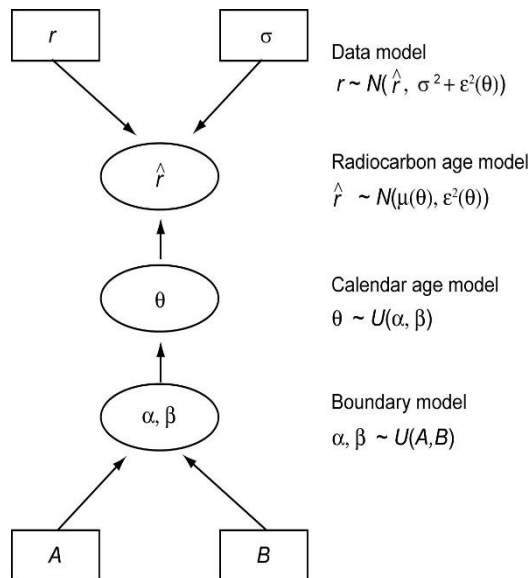 r
σ
Data model
r ~ N( r̂, σ² + ε²(θ))
r̂
Radiocarbon age model
r̂ ~ N(μ(θ), ε²(θ))
θ
Calendar age model
θ ~ U(α, β)
α, β
Boundary model
α, β ~ U(A,B)
A
B